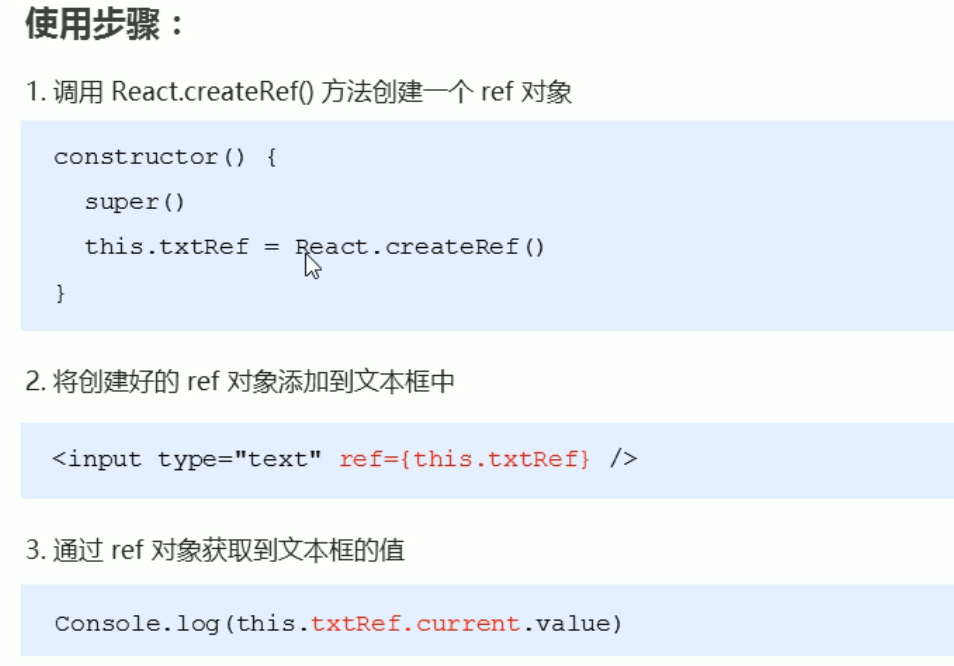 使用步骤：
1. 调用 React.createRef() 方法创建一个 ref 对象
constructor() {
super()
this.txtRef = React.createRef()
}
2. 将创建好的 ref 对象添加到文本框中
<input type="text" ref={this.txtRef} />
3. 通过 ref 对象获取到文本框的值
Console.log(this.txtRef.current.value)